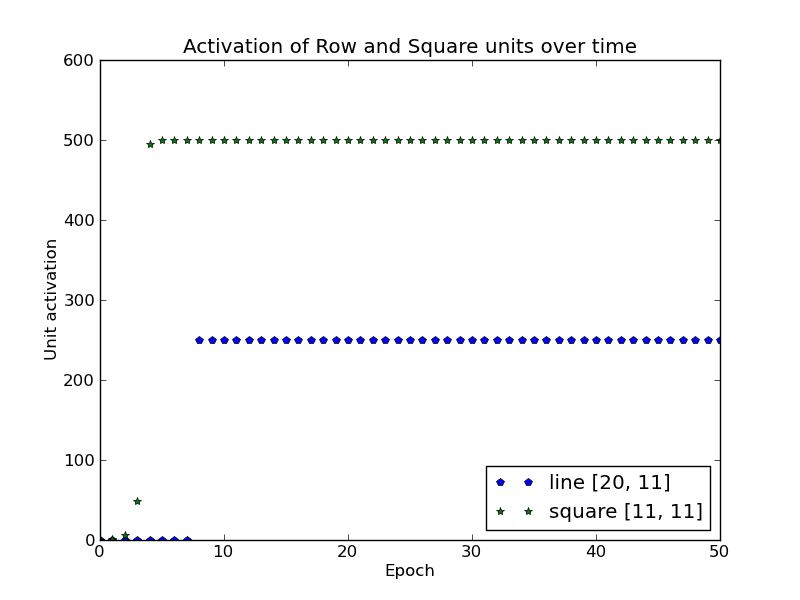 Activation of Row and Square units over time
600
500
400
300
200
100
0
Unit activation
line [20, 11]
square [11, 11]
0 10 20 30 40 50
Epoch